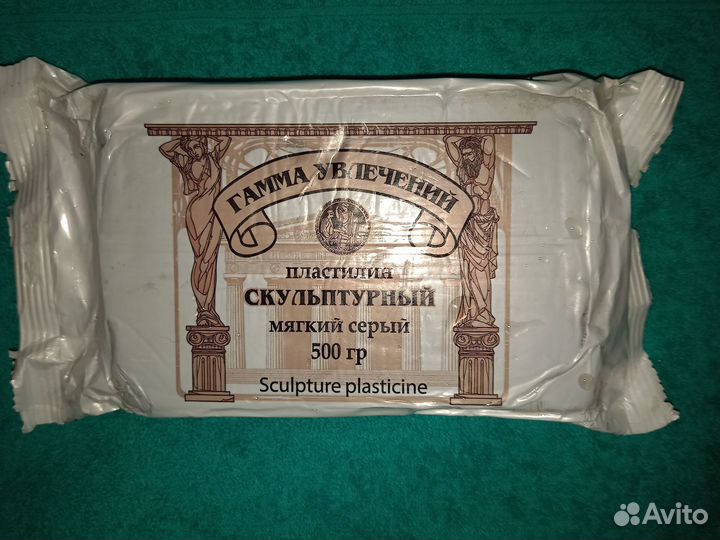 ГАММА УВЛЕЧЕНИЙ
пластилин
СКУЛЬПТУРНЫЙ
мягкий серый
500 гр
Sculpture plasticine
Avito